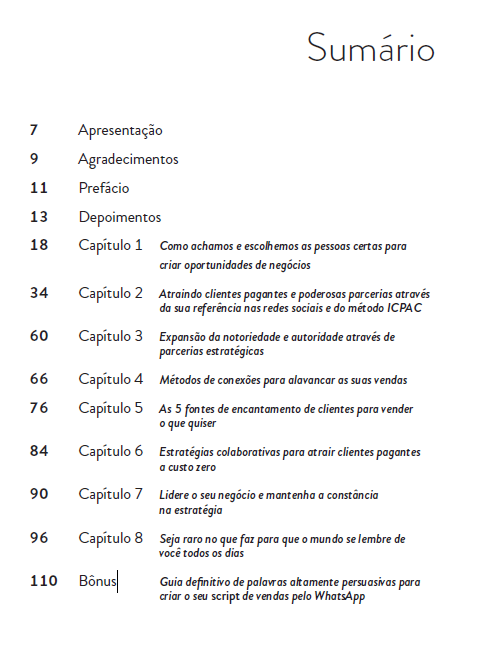 Sumário
7 Apresentação
9 Agradecimentos
11 Prefácio
13 Depoimentos
18 Capítulo 1 Como achamos e escolhemos as pessoas certas para
criar oportunidades de negócios
34 Capítulo 2 Atraindo clientes pagantes e poderosas parcerias através
da sua referência nas redes sociais e do método ICPAC
60 Capítulo 3 Expansão da notoriedade e autoridade através de
parcerias estratégicas
66 Capítulo 4 Métodos de conexões para alavancar as suas vendas
76 Capítulo 5 As 5 fontes de encantamento de clientes para vender
o que quiser
84 Capítulo 6 Estratégias colaborativas para atrair clientes pagantes
a custo zero
90 Capítulo 7 Lidere o seu negócio e mantenha a constância
na estratégia
96 Capítulo 8 Seja raro no que faz para que o mundo se lembre de
você todos os dias
110 Bônus Guia definitivo de palavras altamente persuasivas para
criar o seu script de vendas pelo WhatsApp